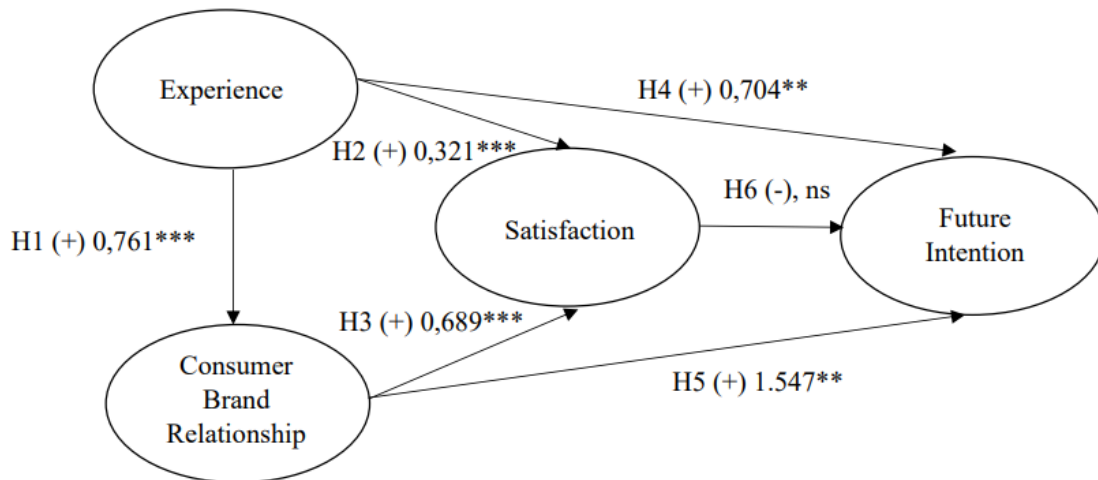 Experience
H4 (+) 0,704**
H2 (+) 0,321***
H6 (-), ns
Satisfaction
Future
Intention
H1 (+) 0,761***
H3 (+) 0,689***
Consumer
Brand
Relationship
H5 (+) 1.547**